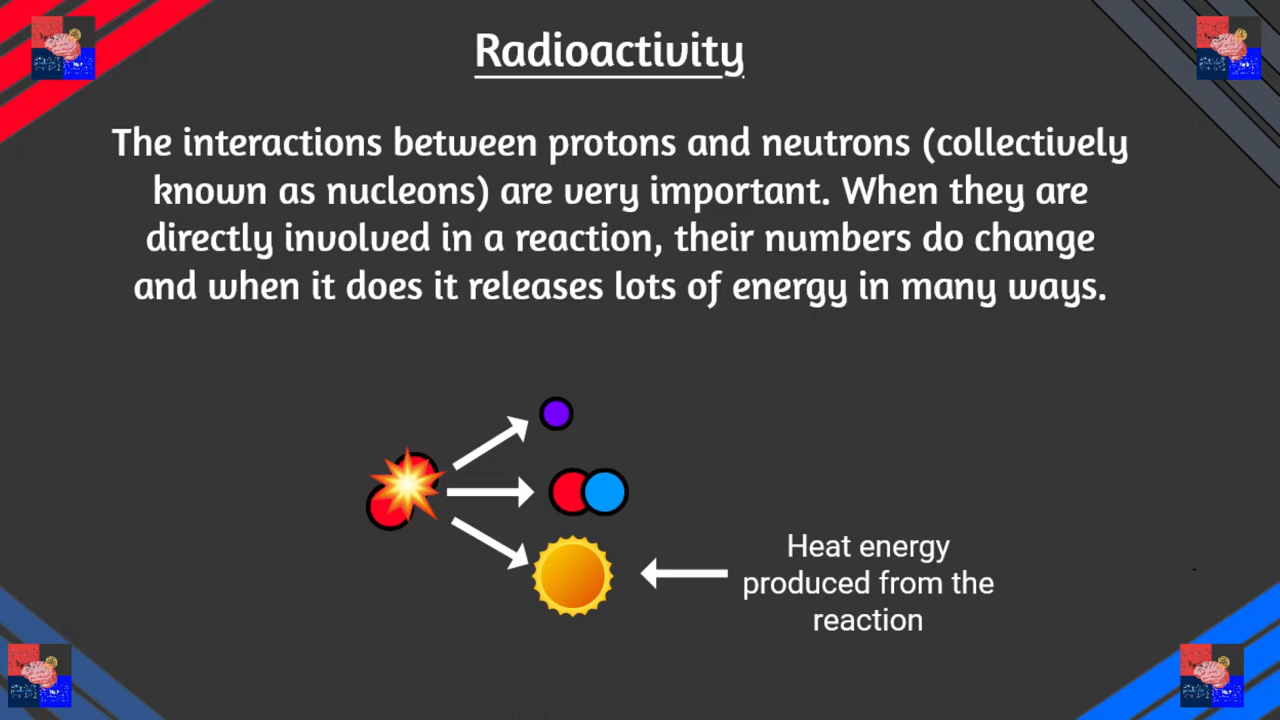 Radioactivity
The interactions between protons and neutrons (collectively
known as nucleons) are very important. When they are
directly involved in a reaction, their numbers do change
and when it does it releases lots of energy in many ways.
Heat energy
produced from the
reaction